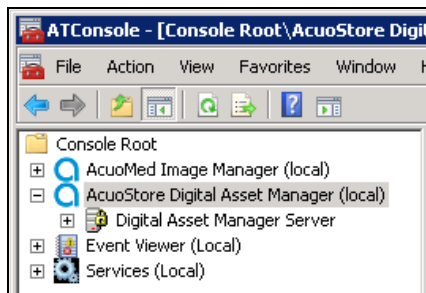 ATConsole - [Console Root\AcuoStore Digi
File Action View Favorites Window
Console Root
AcuoMed Image Manager (local)
AcuoStore Digital Asset Manager (local)
Digital Asset Manager Server
Event Viewer (Local)
Services (Local)